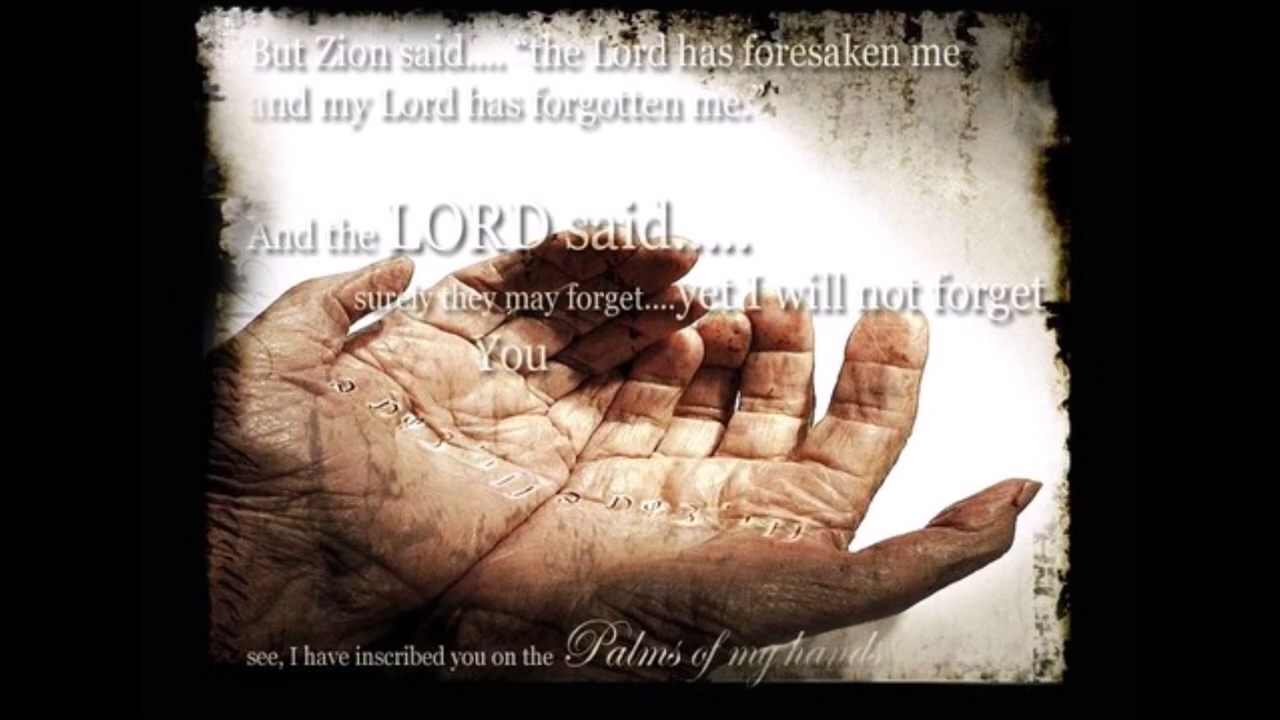 But Zion said.... “the Lord has foresaken me
and my Lord has forgotten me.”
And the LORD said.....
surely they may forget....yet I will not forget
You
see, I have inscribed you on the Palms of my hands